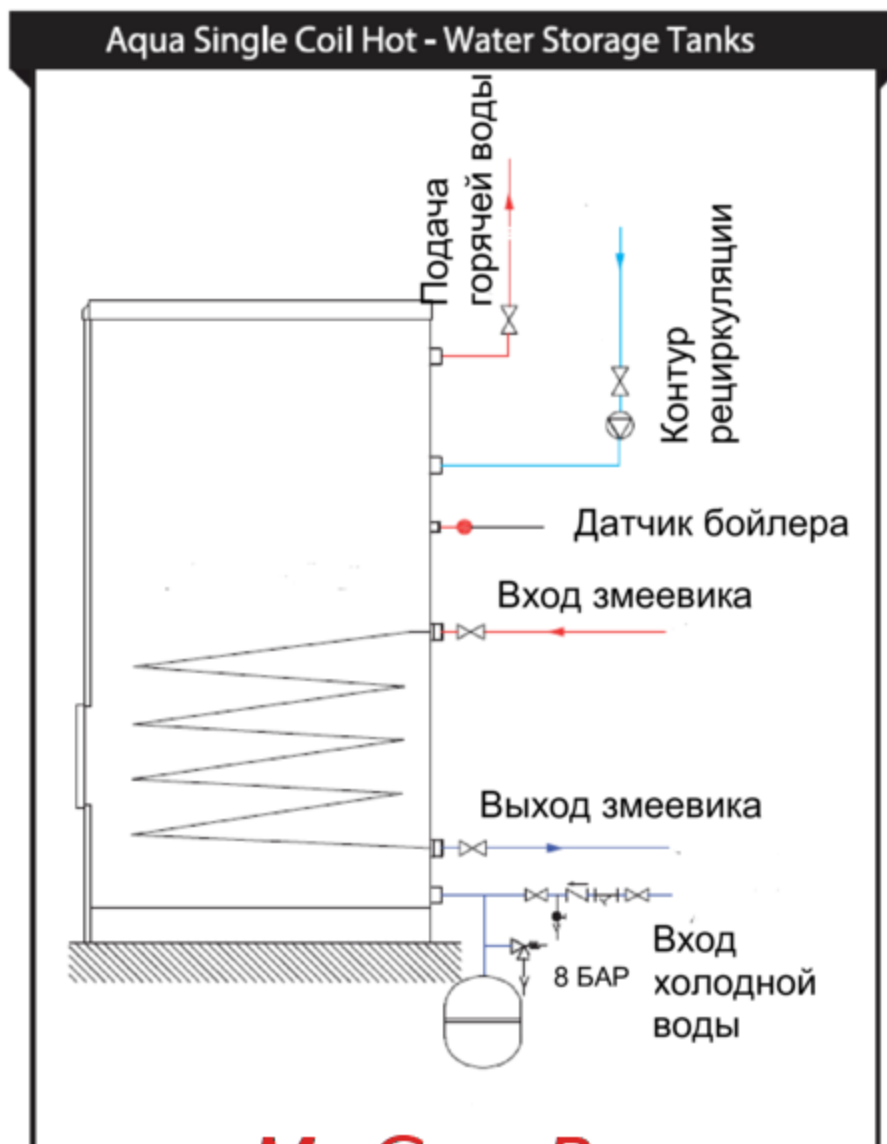 Aqua Single Coil Hot - Water Storage Tanks
Подача
горячей воды
Контур
рециркуляции
Датчик бойлера
Вход змеевика
Выход змеевика
8 БАР
Вход
холодной
воды